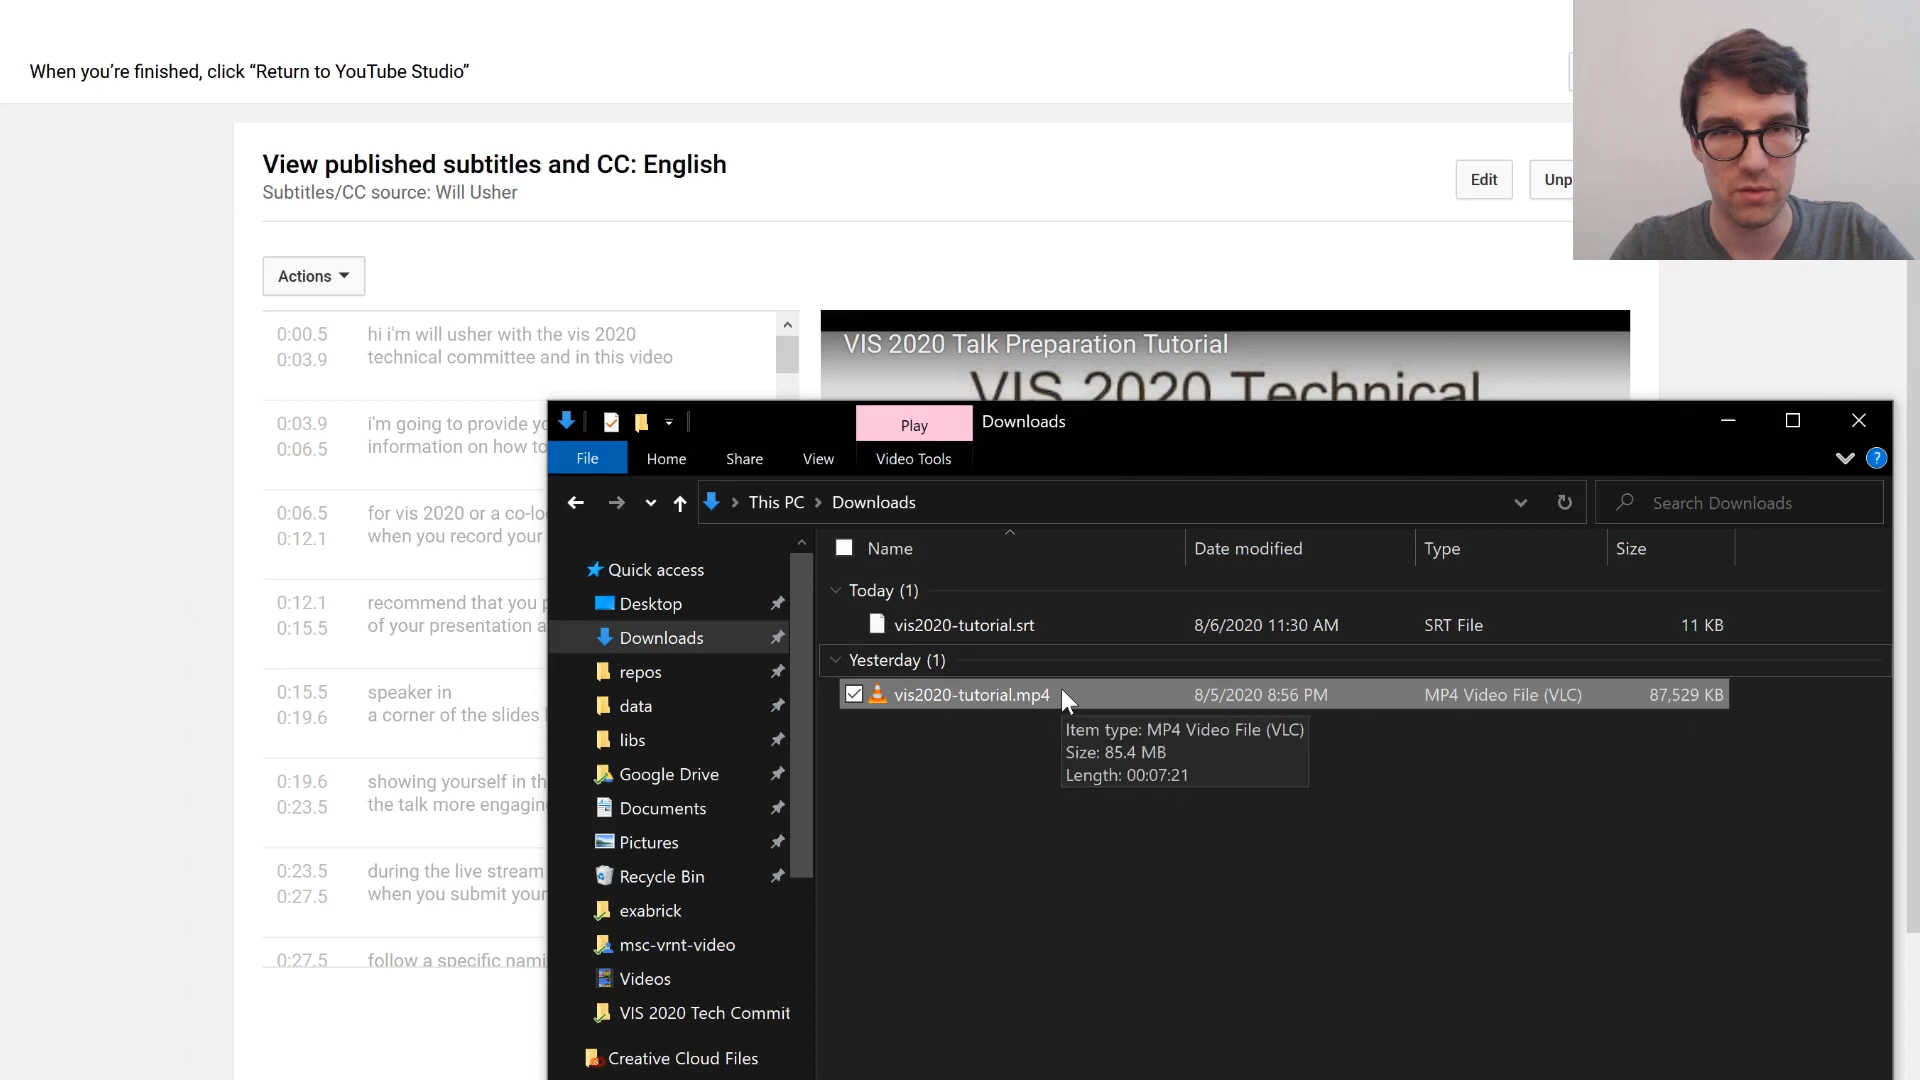 When you're finished, click “Return to YouTube Studio”
View published subtitles and CC: English
Subtitles/CC source: Will Usher
Edit
Unp
Actions
0:00.5
0:03.9
hi i'm will usher with the vis 2020
technical committee and in this video
0:03.9
0:06.5
i'm going to provide yo
information on how to
0:06.5
0:12.1
for vis 2020 or a co-lo
when you record your
0:12.1
0:15.5
recommend that you p
of your presentation a
0:15.5
0:19.6
speaker in
a corner of the slides
0:19.6
0:23.5
showing yourself in th
the talk more engagin
0:23.5
0:27.5
during the live stream
when you submit your
0:27.5
follow a specific nami
VIS 2020 Talk Preparation Tutorial
VIS 2020 Technical
Play
Downloads
File
Home
Share
View
Video Tools
?
This PC
Downloads
Search Downloads
Quick access
Desktop
Downloads
repos
data
libs
Google Drive
Documents
Pictures
Recycle Bin
exabrick
msc-vrnt-video
Videos
VIS 2020 Tech Commit
Creative Cloud Files
Name
Date modified
Type
Size
Today (1)
vis2020-tutorial.srt
8/6/2020 11:30 AM
SRT File
11 KB
Yesterday (1)
vis2020-tutorial.mp4
8/5/2020 8:56 PM
MP4 Video File (VLC)
87,529 KB
Item type: MP4 Video File (VLC)
Size: 85.4 MB
Length: 00:07:21